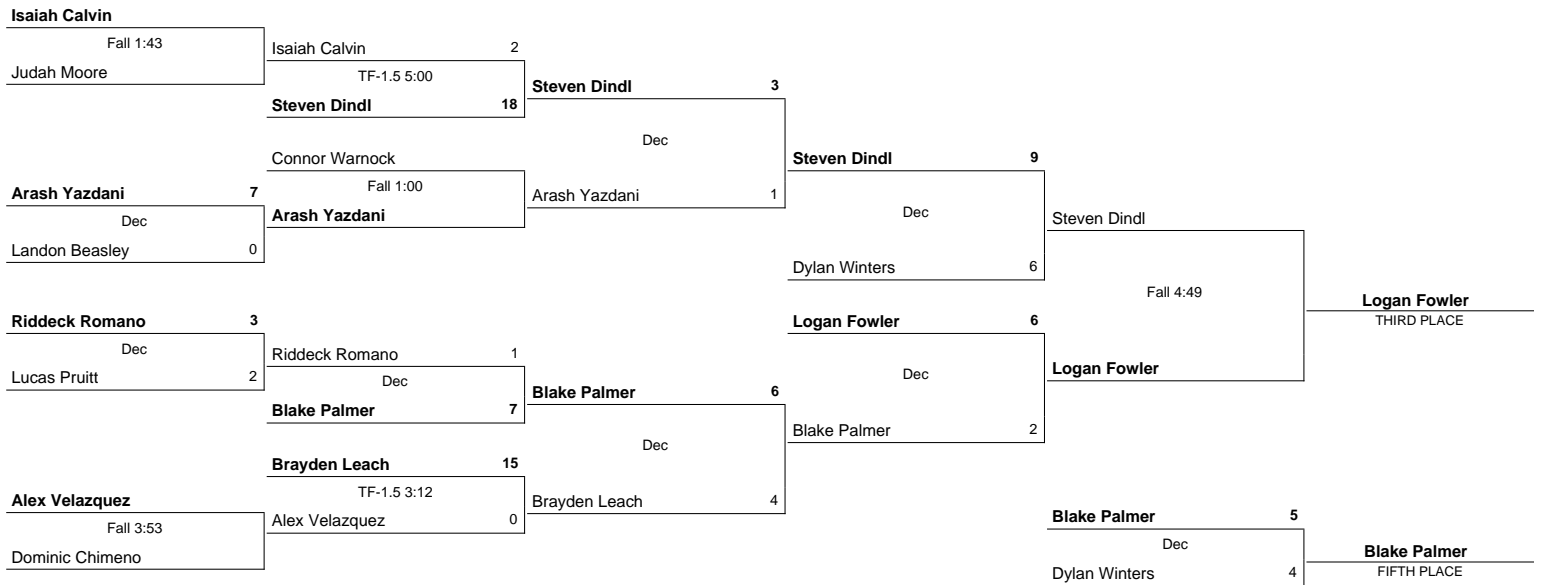 Isaiah Calvin
Fall 1:43
Judah Moore
Isaiah Calvin 2
TF-1.5 5:00
Steven Dindl 18
Steven Dindl 3
Dec
Arash Yazdani 1
Connor Warnock
Fall 1:00
Arash Yazdani
Arash Yazdani 7
Dec
Landon Beasley 0
Steven Dindl 9
Dec
Dylan Winters 6
Steven Dindl
Fall 4:49
Logan Fowler
Logan Fowler
THIRD PLACE
Riddeck Romano 3
Dec
Lucas Pruitt 2
Riddeck Romano 1
Dec
Blake Palmer 7
Blake Palmer 6
Dec
Brayden Leach 4
Logan Fowler 6
Dec
Blake Palmer 2
Brayden Leach 15
TF-1.5 3:12
Alex Velazquez 0
Alex Velazquez
Fall 3:53
Dominic Chimeno
Blake Palmer 5
Dec
Dylan Winters 4
Blake Palmer
FIFTH PLACE